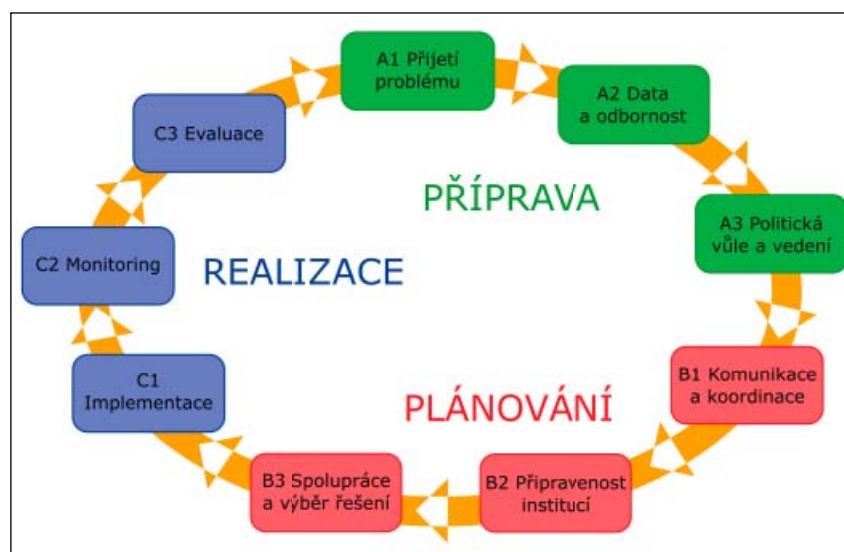 A1 Přijetí
problému
A2 Data
a odbornost
A3 Politická
vůle a vedení
B1 Komunikace
a koordinace
B2 Připravenost
institucí
B3 Spolupráce
a výběr řešení
C1
Implementace
C2 Monitoring
C3 Evaluace
PŘÍPRAVA
REALIZACE
PLÁNOVÁNÍ